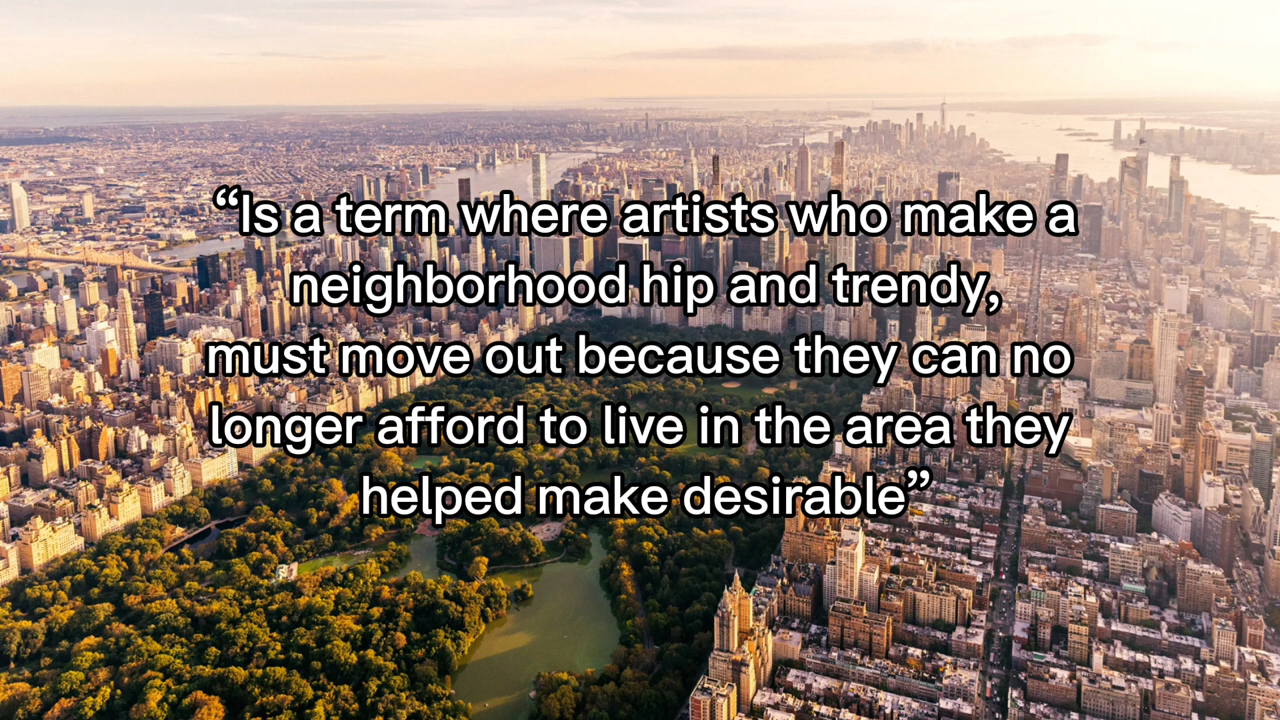 “Is a term where artists who make a
neighborhood hip and trendy,
must move out because they can no
longer afford to live in the area they
helped make desirable”